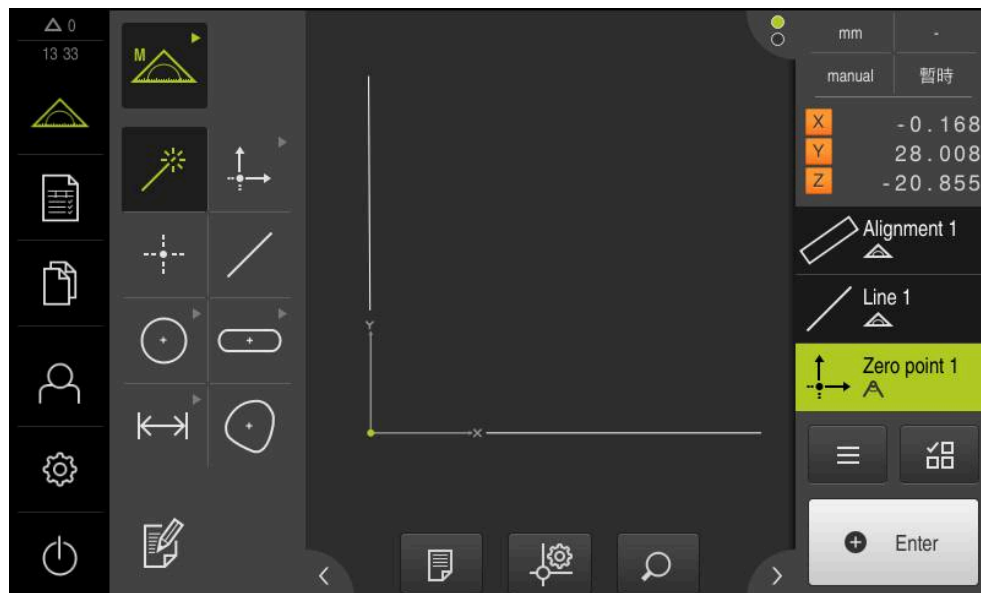 0
13 33
M
mm -
manual 暫時
X -0.168
Y 28.008
Z -20.855
Alignment 1
Line 1
Zero point 1
Y
X
Enter